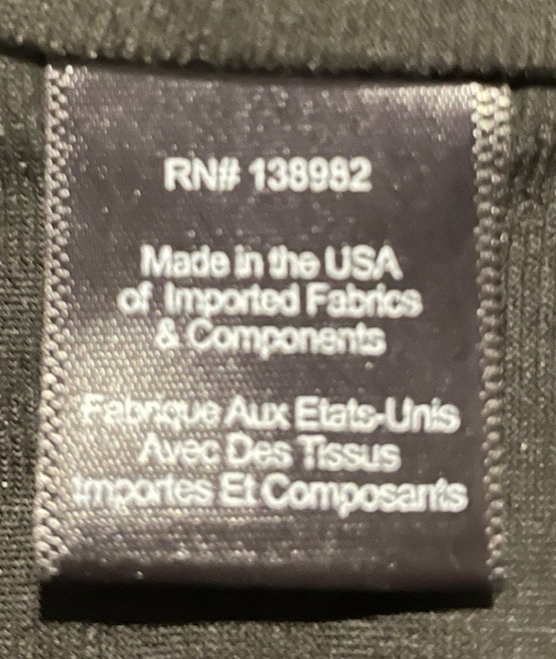 RN# 138982
Made in the USA
of Imported Fabrics
& Components
Fabrique Aux Etats-Unis
Avec Des Tissus
Importes Et Composants